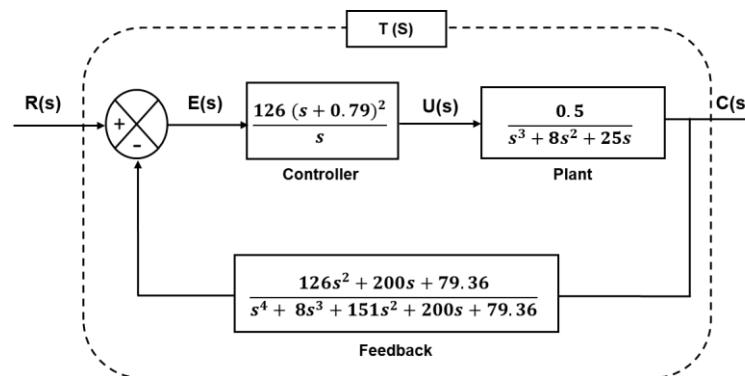 T (S)
R(s)
E(s)
U(s)
C(s
+
-
126 (s + 0.79)²
s
Controller
0.5
s³ + 8s² + 25s
Plant
126s² + 200s + 79.36
s⁴ + 8s³ + 151s² + 200s + 79.36
Feedback